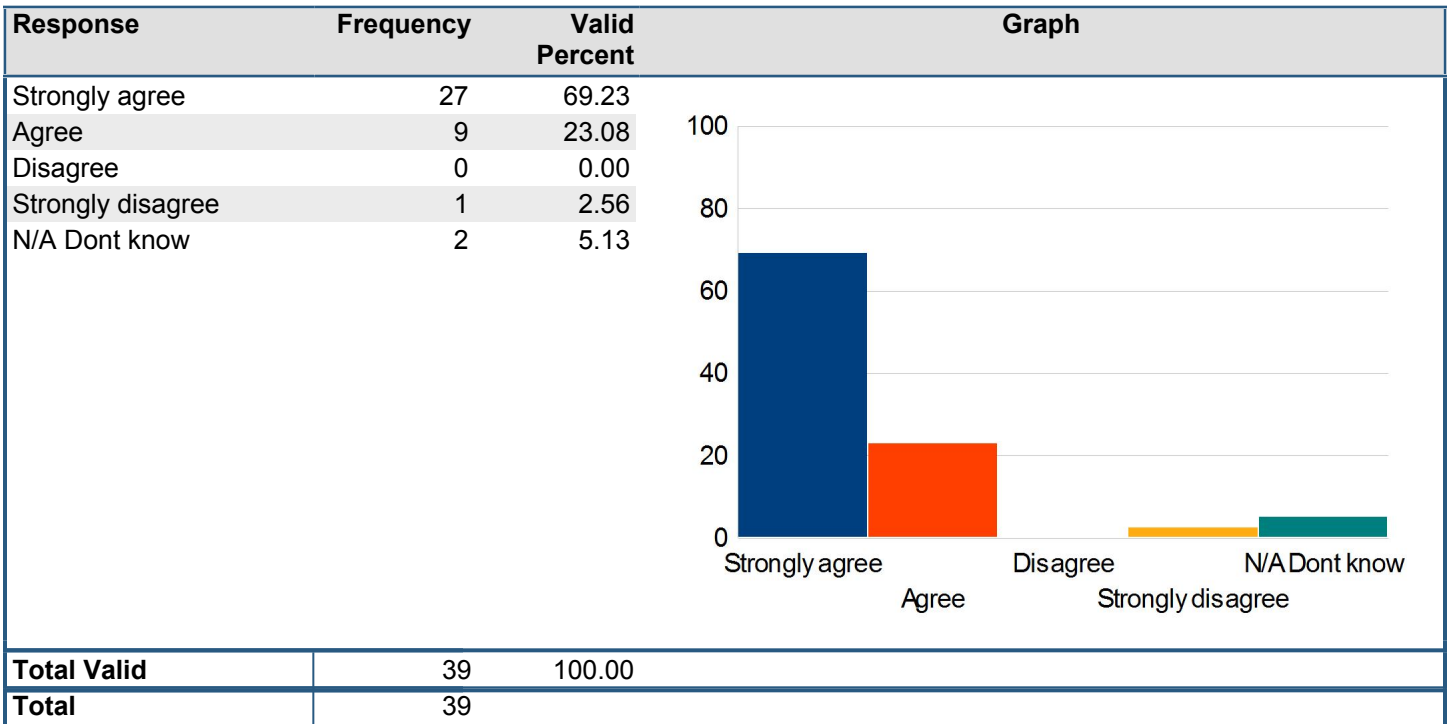 Response Frequency Valid Percent Graph
Strongly agree 27 69.23
Agree 9 23.08
Disagree 0 0.00
Strongly disagree 1 2.56
N/A Dont know 2 5.13
100
80
60
40
20
0
Strongly agree Disagree N/A Dont know
Agree Strongly disagree
Total Valid 39 100.00
Total 39